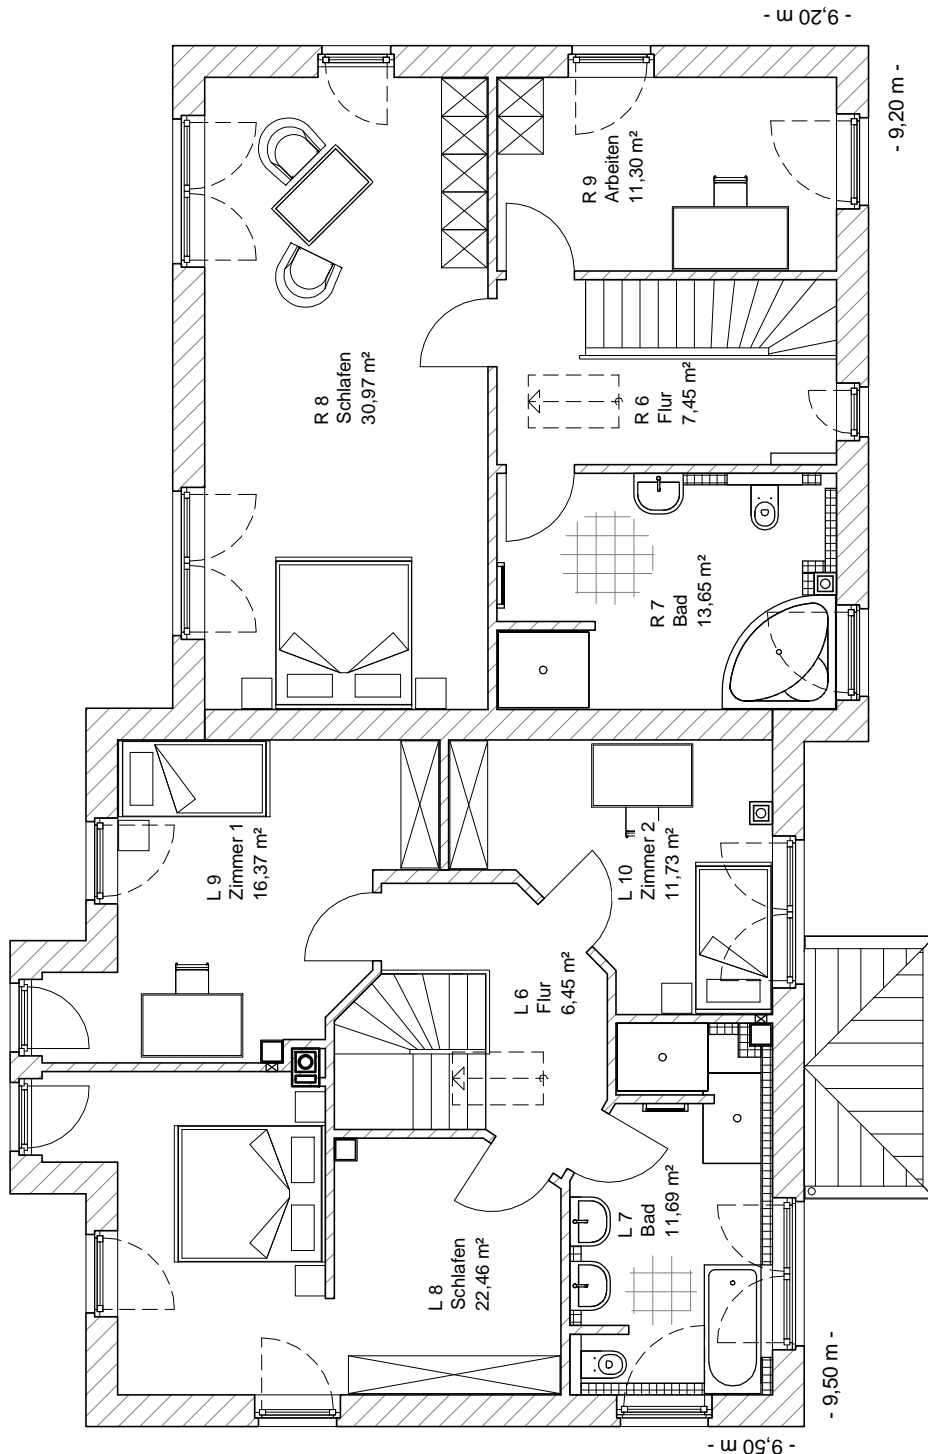 - 9,20 m -
- 9,20 m -
R 9
Arbeiten
11,30 m²
R 8
Schlafen
30,97 m²
R 6
Flur
7,45 m²
R 7
Bad
13,65 m²
L 9
Zimmer 1
16,37 m²
L 10
Zimmer 2
11,73 m²
L 6
Flur
6,45 m²
L 7
Bad
11,69 m²
L 8
Schlafen
22,46 m²
- 9,50 m -
- 9,50 m -